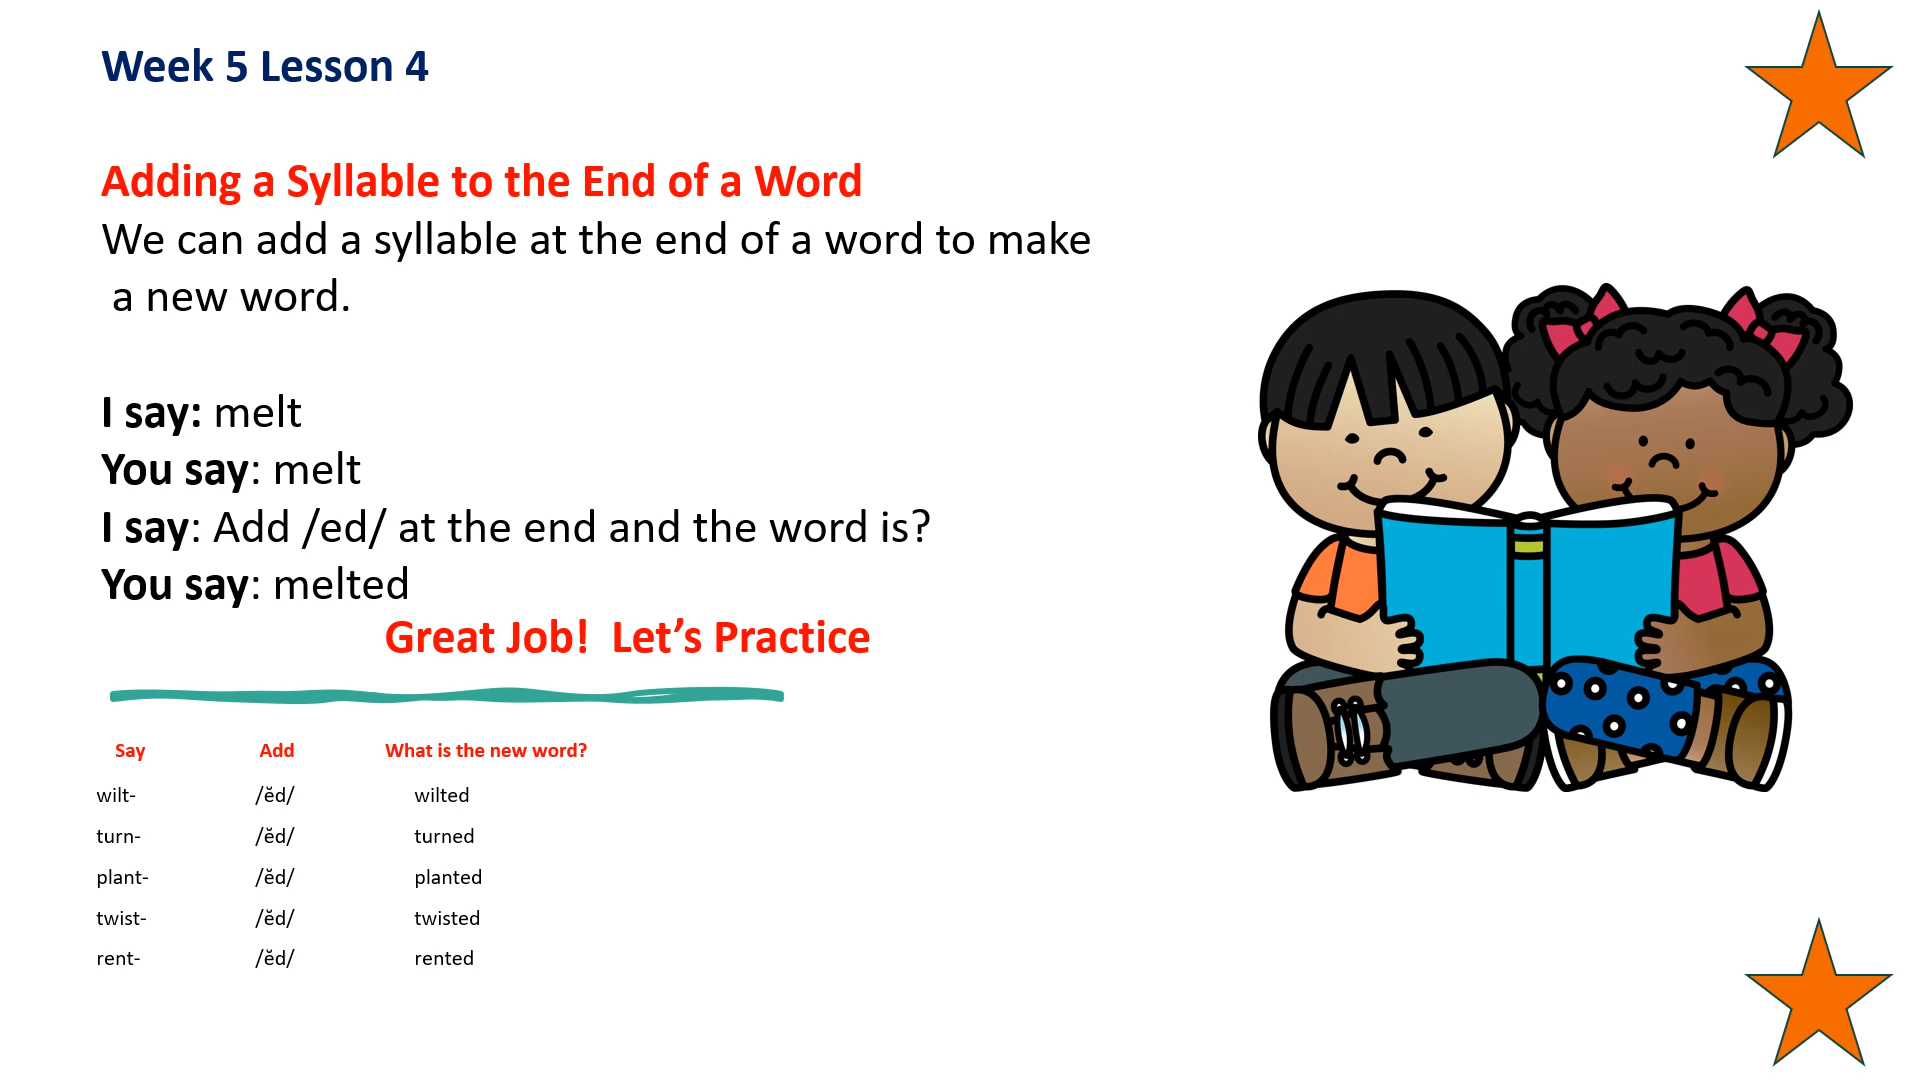 Week 5 Lesson 4
Adding a Syllable to the End of a Word
We can add a syllable at the end of a word to make
a new word.
I say: melt
You say: melt
I say: Add /ed/ at the end and the word is?
You say: melted
Great Job!  Let’s Practice
Say Add What is the new word?
wilt- /ĕd/ wilted
turn- /ĕd/ turned
plant- /ĕd/ planted
twist- /ĕd/ twisted
rent- /ĕd/ rented